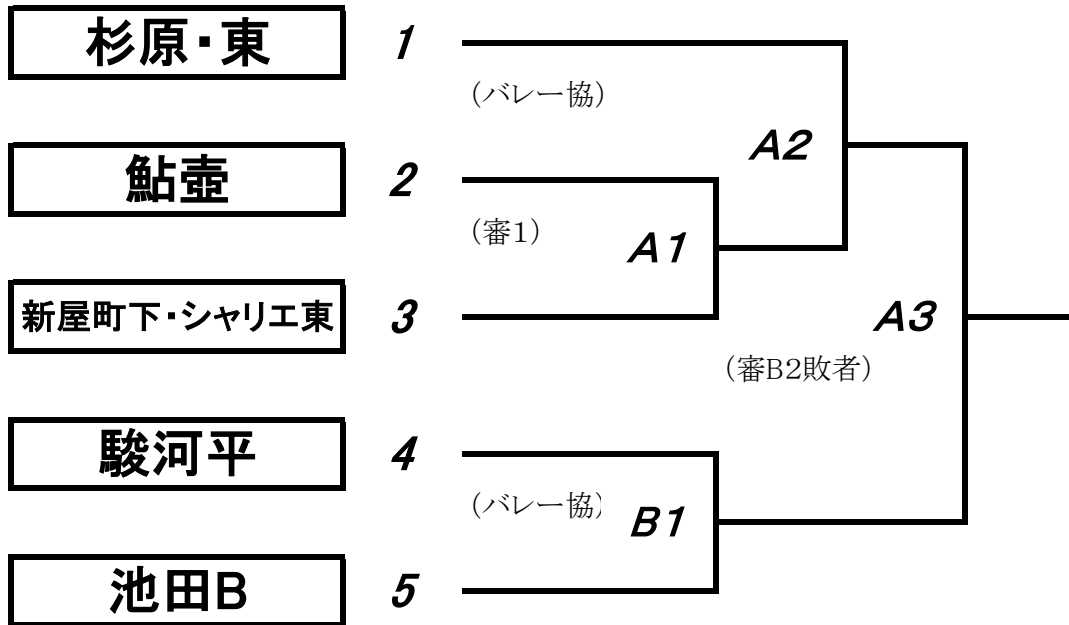 杉原・東 1
(バレー協)
A2
鮎壺 2
(審1)
A1
新屋町下・シャリエ東 3
A3
(審B2敗者)
駿河平 4
(バレー協)
B1
池田B 5